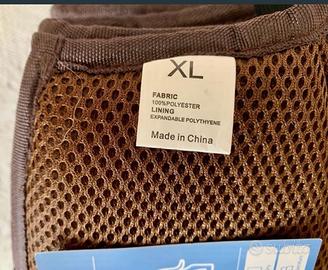 XL
FABRIC
100%POLYESTER
LINING
EXPANDABLE POLYTHYENE
Made in China